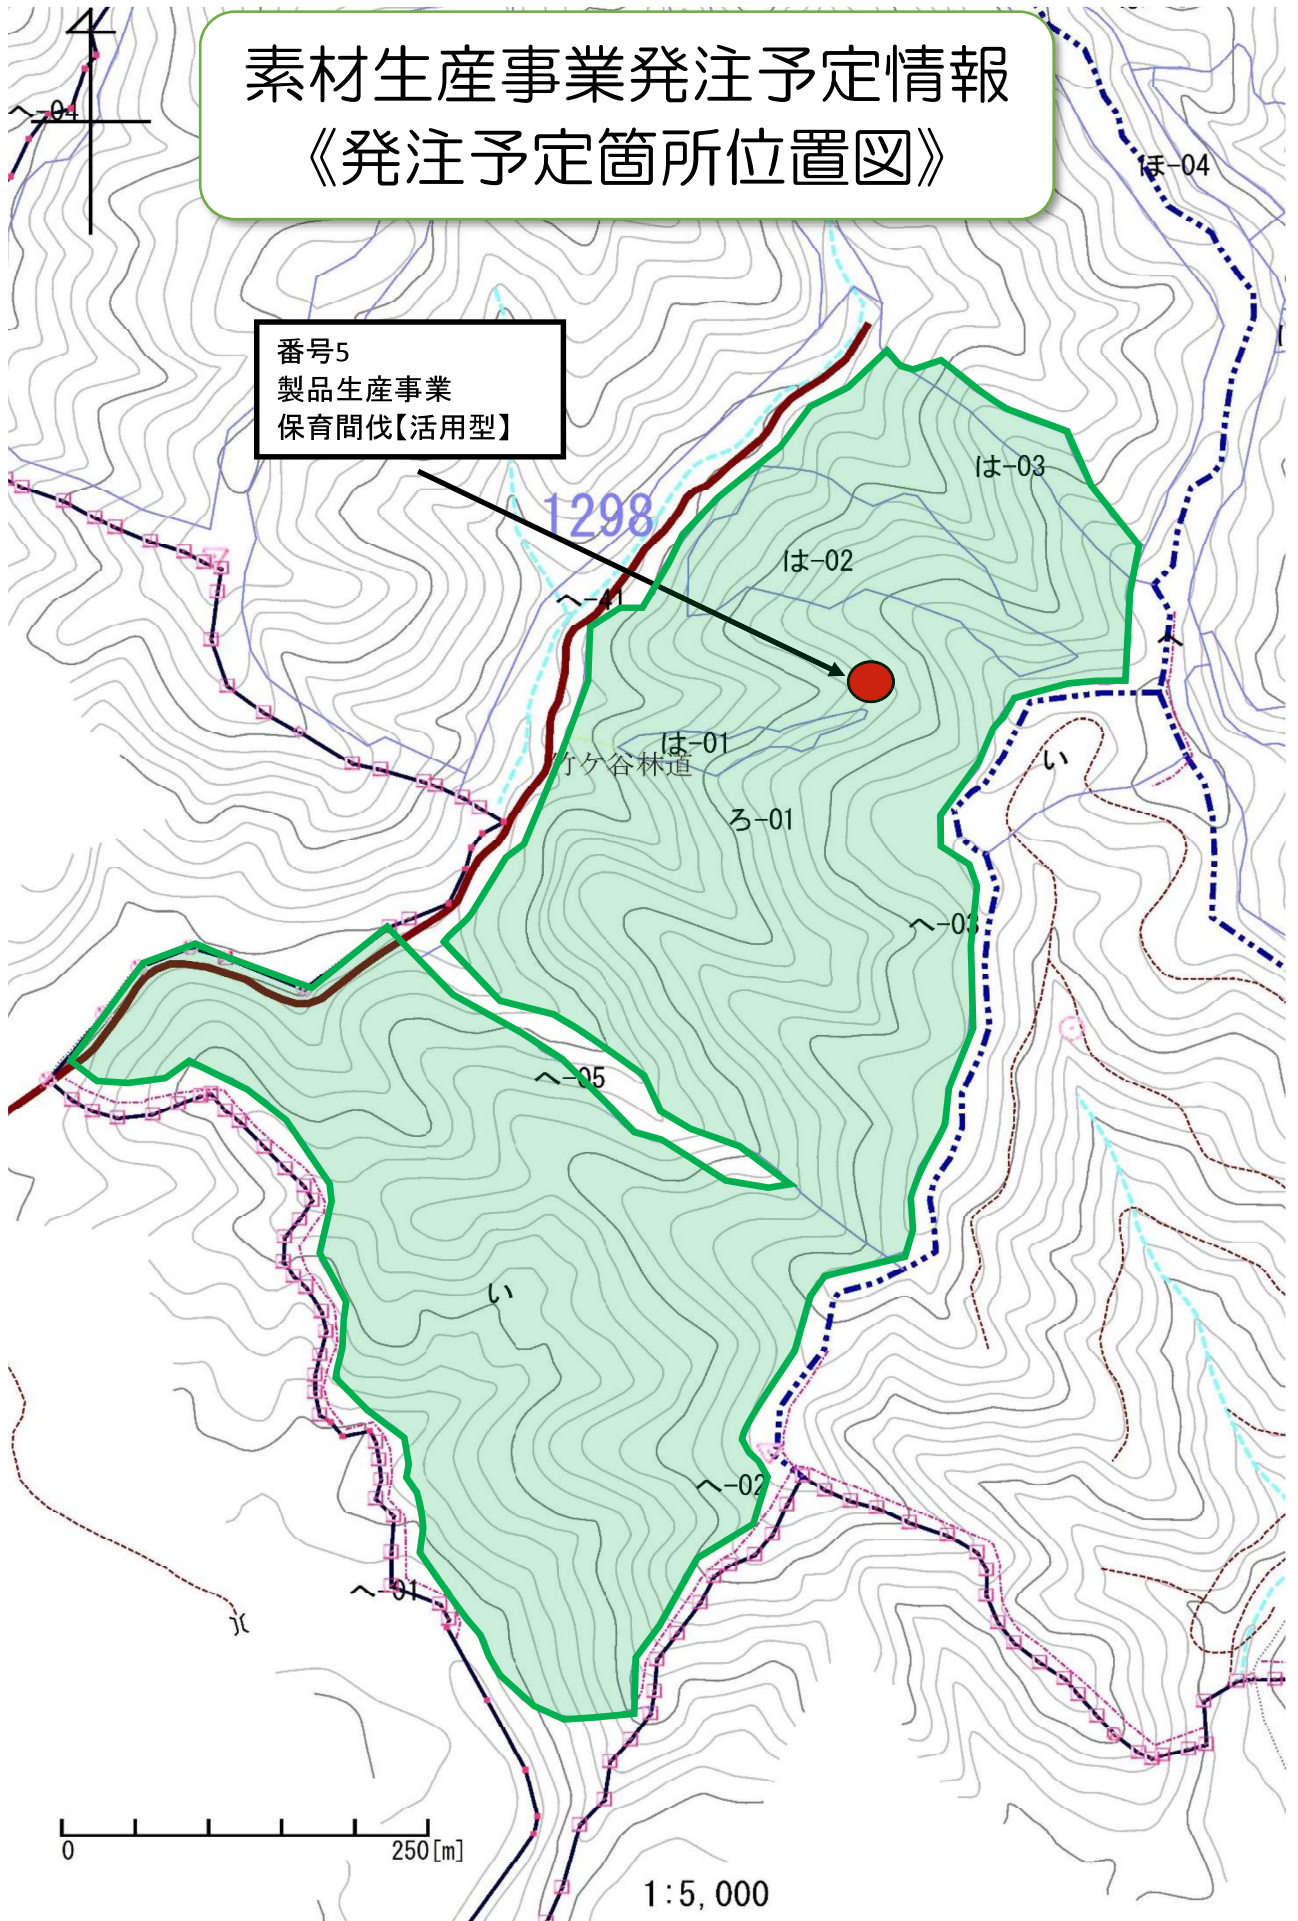 素材生産事業発注予定情報
《発注予定箇所位置図》
へ-04
ほ-04
番号5
製品生産事業
保育間伐【活用型】
は-03
1298
は-02
へ-41
へ
は-01
竹ケ谷林道
い
ろ-01
へ-03
へ-05
い
へ-02
へ-01
0
250[m]
1:5,000